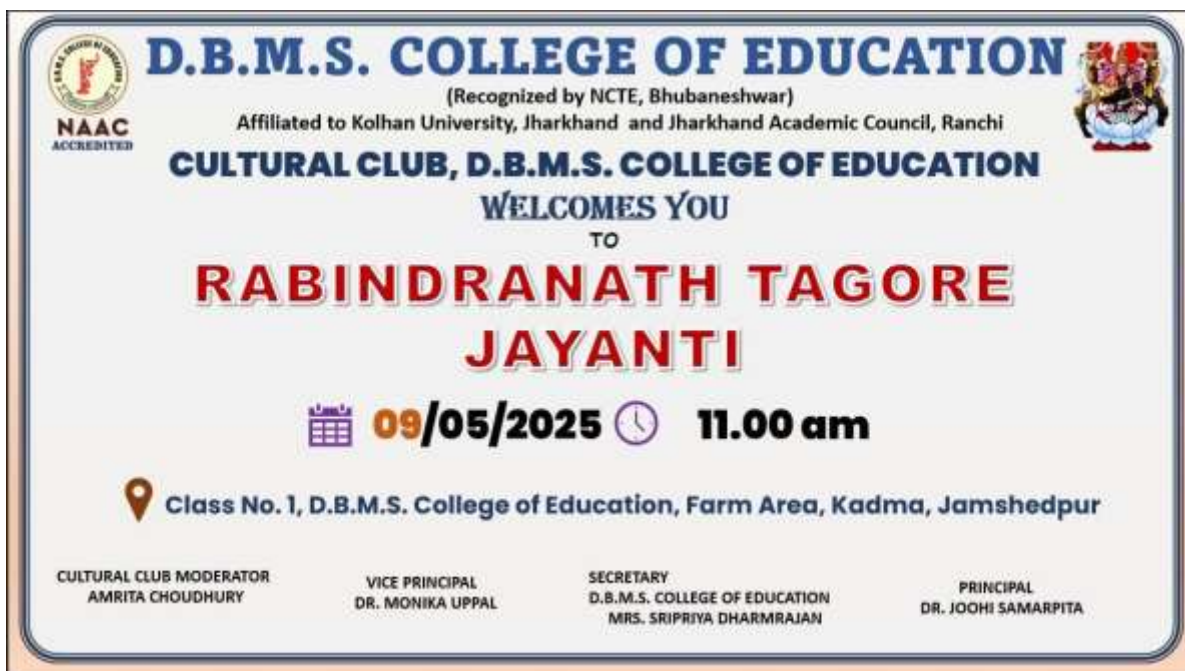 D.B.M.S. COLLEGE OF EDUCATION
(Recognized by NCTE, Bhubaneshwar)
Affiliated to Kolhan University, Jharkhand and Jharkhand Academic Council, Ranchi
NAAC
ACCREDITED
CULTURAL CLUB, D.B.M.S. COLLEGE OF EDUCATION
WELCOMES YOU
TO
RABINDRANATH TAGORE
JAYANTI
09/05/2025 11.00 am
Class No. 1, D.B.M.S. College of Education, Farm Area, Kadma, Jamshedpur
CULTURAL CLUB MODERATOR
AMRITA CHOUDHURY
VICE PRINCIPAL
DR. MONIKA UPPAL
SECRETARY
D.B.M.S. COLLEGE OF EDUCATION
MRS. SRIPRIYA DHARMRAJAN
PRINCIPAL
DR. JOOHI SAMARPITA